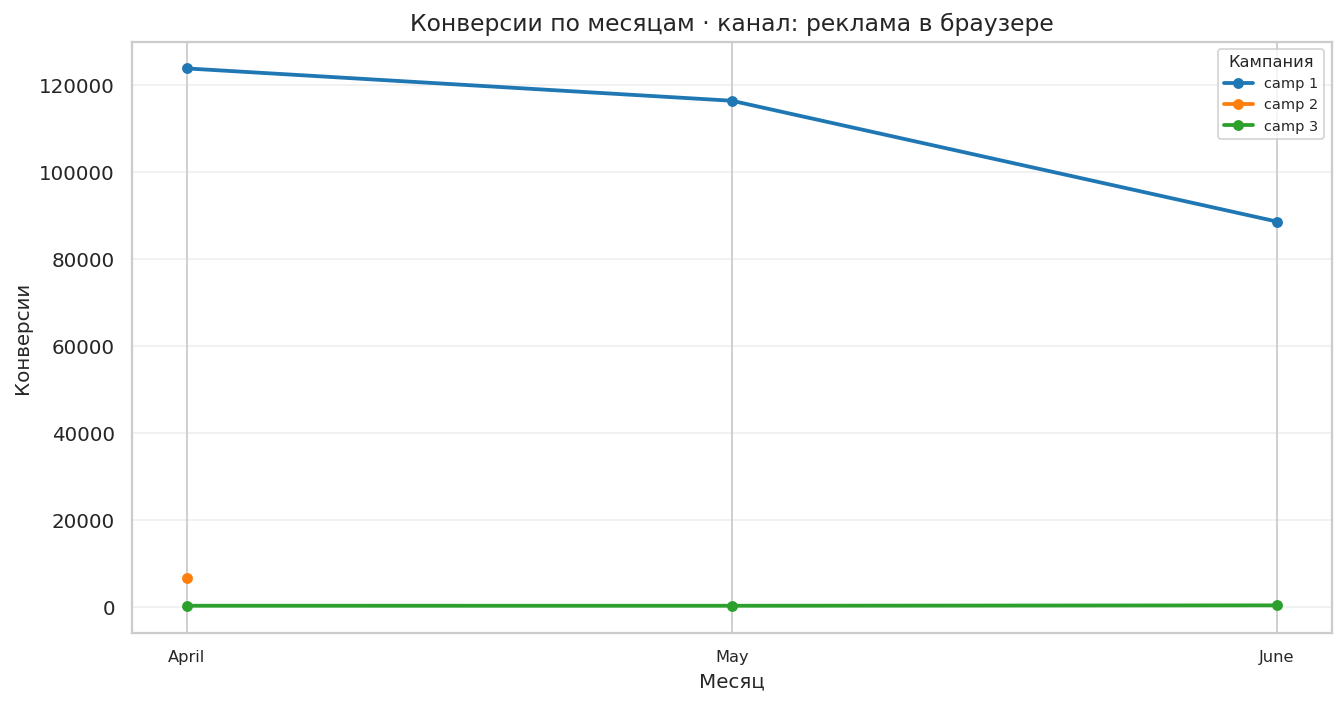 Конверсии по месяцам · канал: реклама в браузере
Кампания
camp 1
camp 2
camp 3
Конверсии
120000
100000
80000
60000
40000
20000
0
April
May
June
Месяц